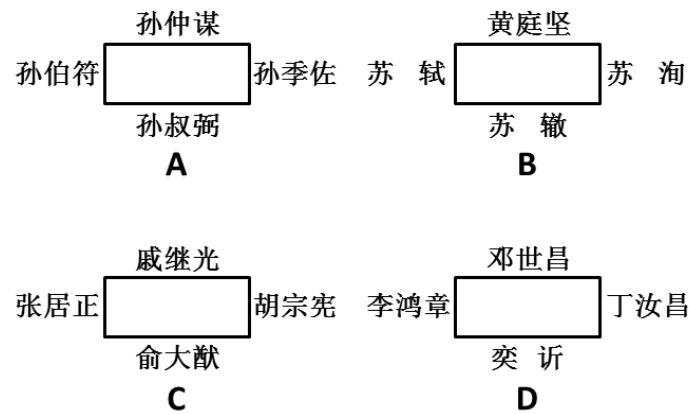 孙仲谋
孙伯符 孙季佐
孙叔弼
A
黄庭坚
苏 轼 苏 洵
苏 辙
B
戚继光
张居正 胡宗宪
俞大猷
C
邓世昌
李鸿章 丁汝昌
奕 䜣
D